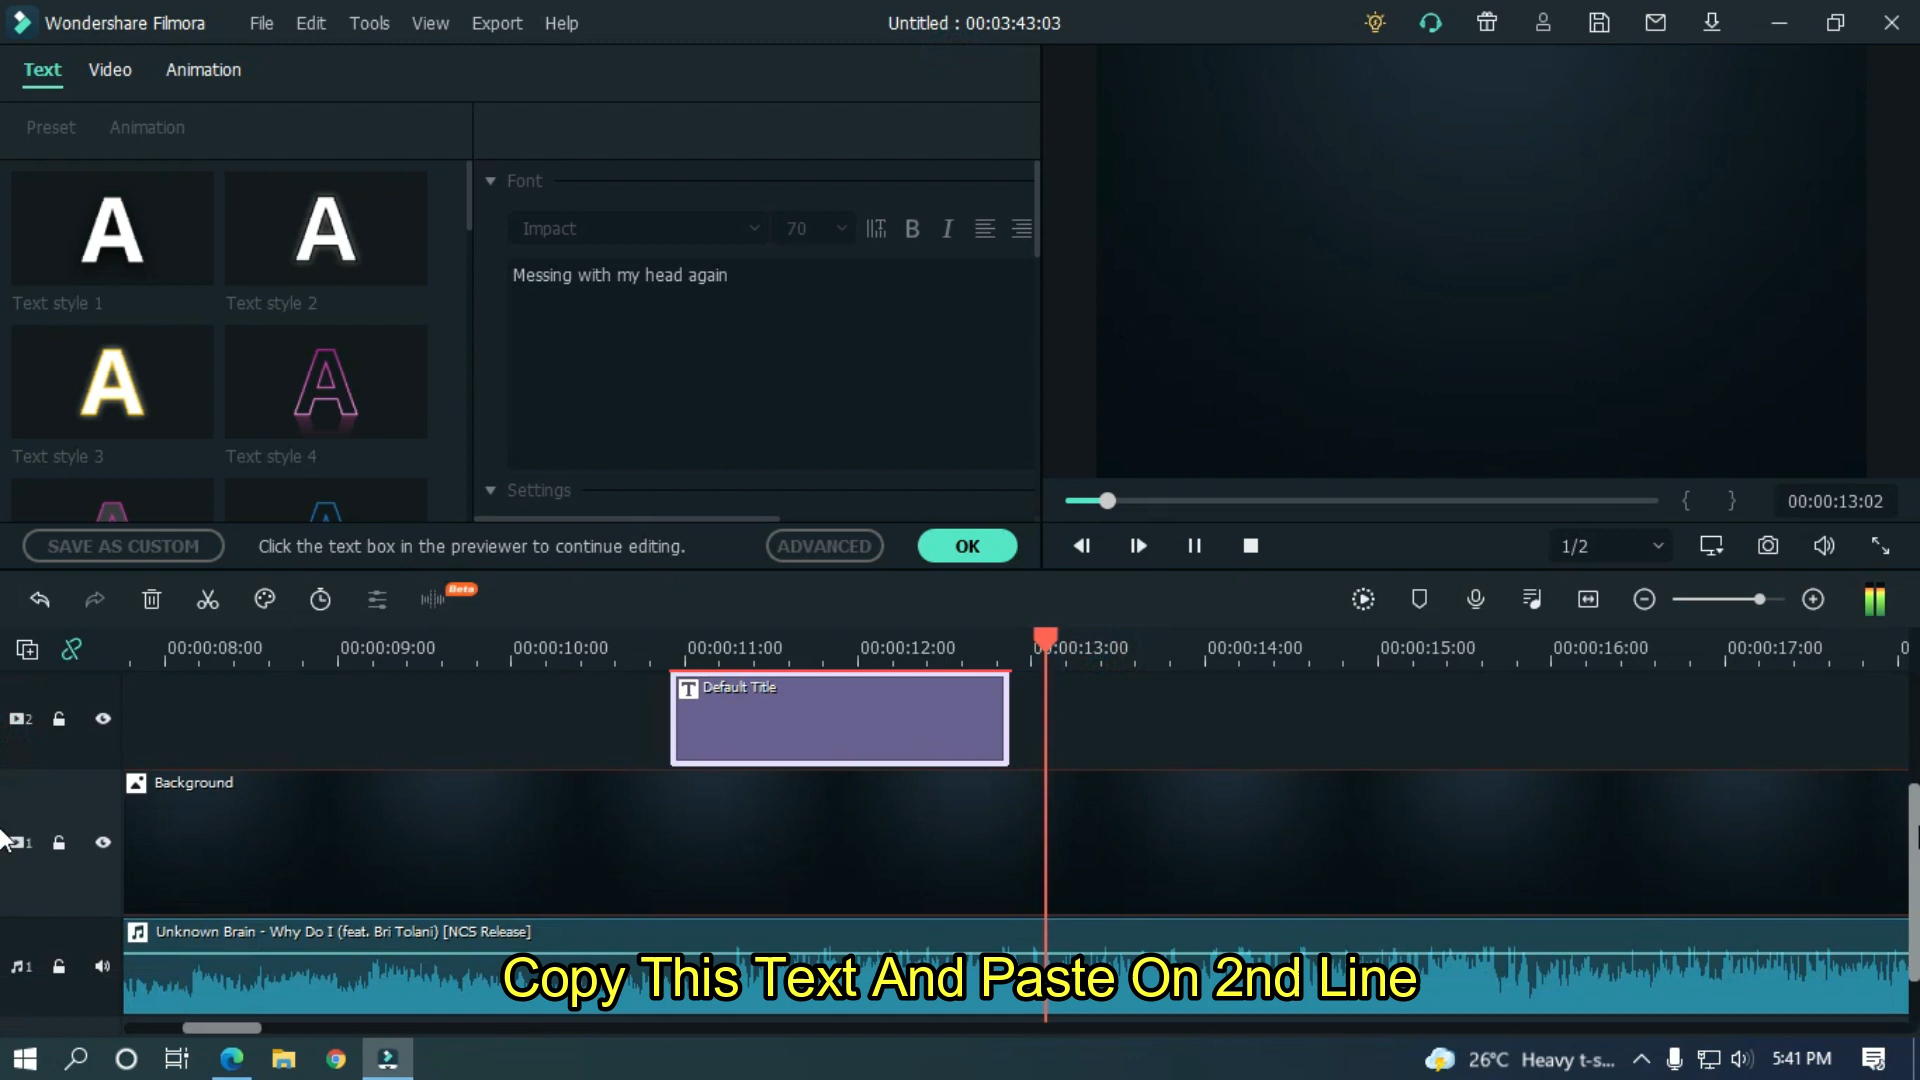 Wondershare Filmora File Edit Tools View Export Help Untitled : 00:03:43:03
Text Video Animation
Preset Animation
Font
Impact 70 B I
Messing with my head again
A A
Text style 1 Text style 2
A A
Text style 3 Text style 4
Settings
00:00:13:02
SAVE AS CUSTOM Click the text box in the previewer to continue editing. ADVANCED OK 1/2
Beta
00:00:08:00 00:00:09:00 00:00:10:00 00:00:11:00 00:00:12:00 00:00:13:00 00:00:14:00 00:00:15:00 00:00:16:00 00:00:17:00
T Default Title
2
Background
1
Unknown Brain - Why Do I (feat. Bri Tolani) [NCS Release]
1
Copy This Text And Paste On 2nd Line
26°C Heavy t-s... 5:41 PM